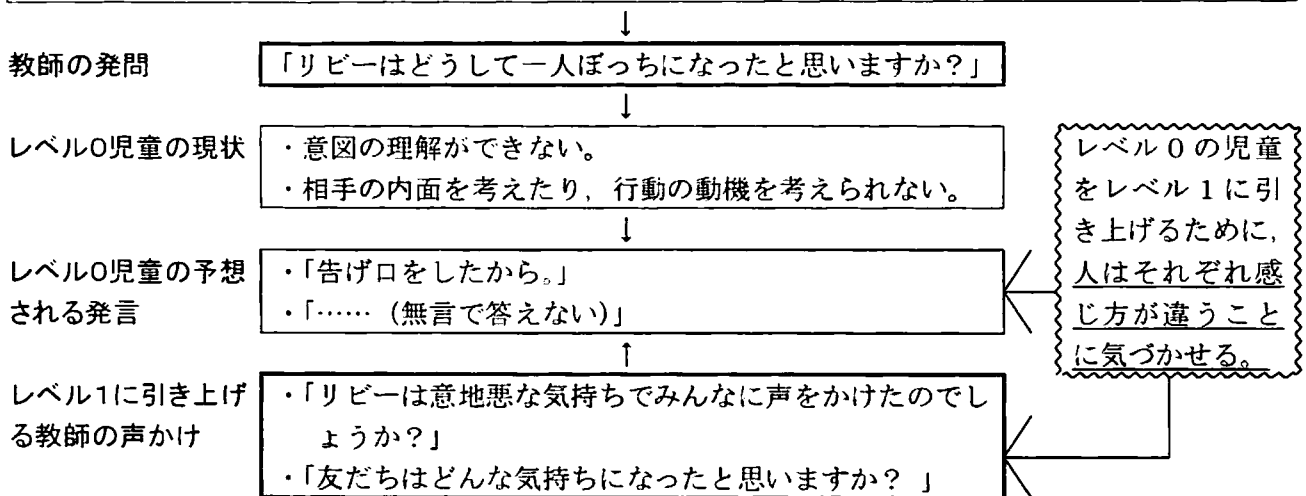 教師の発問
「リビーはどうして一人ぼっちになったと思いますか？」
レベル0児童の現状
・意図の理解ができない。
・相手の内面を考えたり，行動の動機を考えられない。
レベル0児童の予想
される発言
・「告げ口をしたから。」
・「……（無言で答えない）」
レベル0の児童
をレベル1に引
き上げるために，
人はそれぞれ感
じ方が違うこと
に気づかせる。
レベル1に引き上げ
る教師の声かけ
・「リビーは意地悪な気持ちでみんなに声をかけたのでし
ょうか？」
・「友だちはどんな気持ちになったと思いますか？」